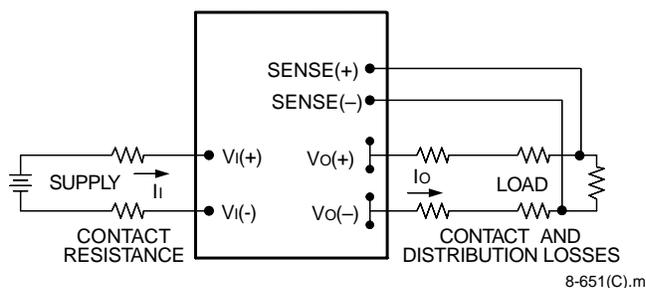 SENSE(+)
SENSE(–)
VI(+)
VO(+)
IO
SUPPLY
II
LOAD
VI(-)
VO(–)
CONTACT
RESISTANCE
CONTACT AND
DISTRIBUTION LOSSES
8-651(C).m